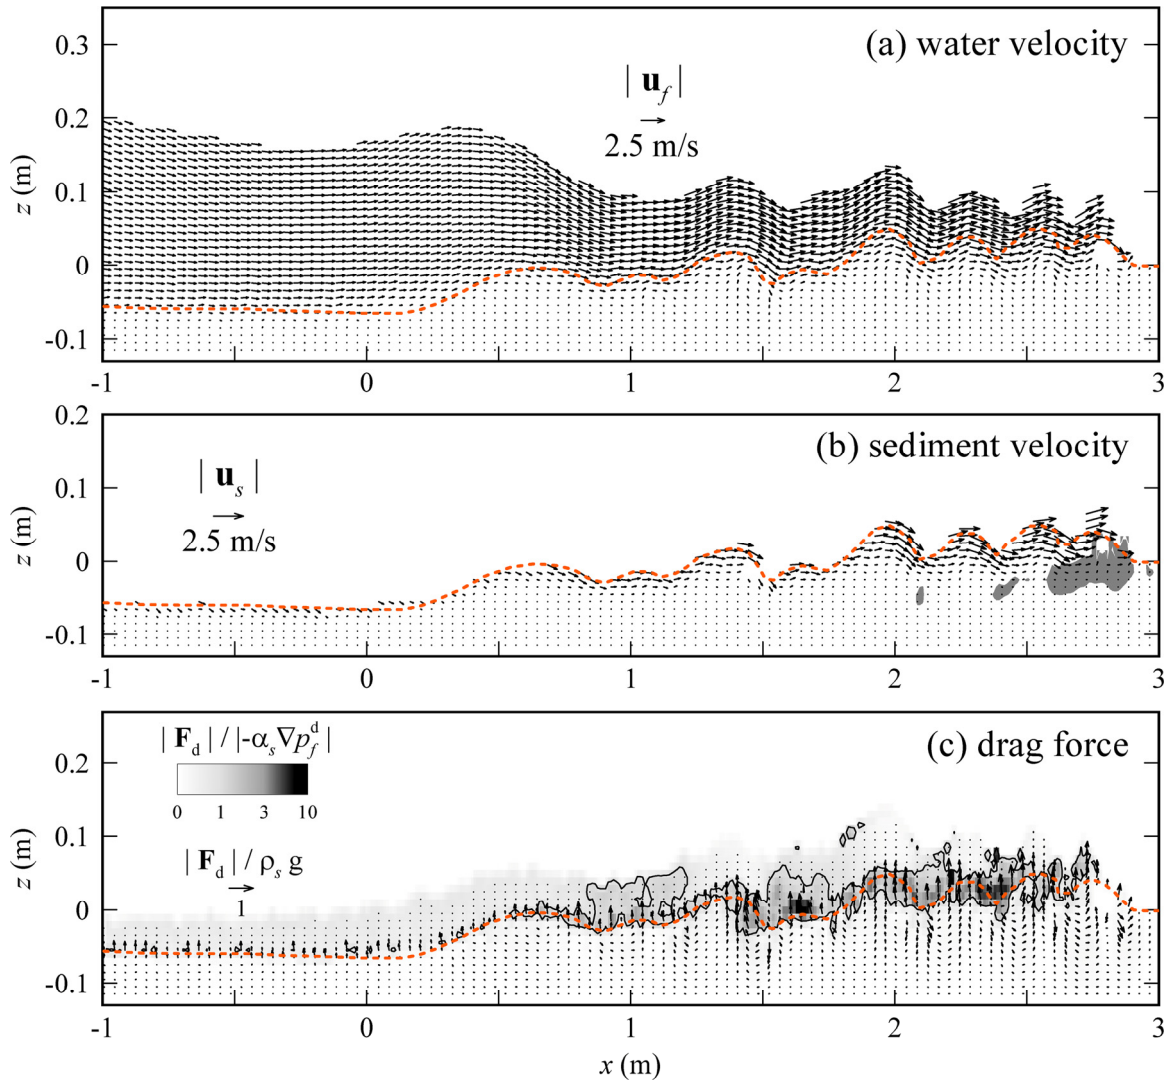 0.3
(a) water velocity
| u_f |
0.2
2.5 m/s
z (m)
0.1
0
-0.1
-1 0 1 2 3
0.2
(b) sediment velocity
| u_s |
0.1
2.5 m/s
z (m)
0
-0.1
-1 0 1 2 3
| F_d | / |-α_s ∇p_f^d |
(c) drag force
0.2
0 1 3 10
0.1
| F_d | / ρ_s g
z (m)
1
0
-0.1
-1 0 1 2 3
x (m)